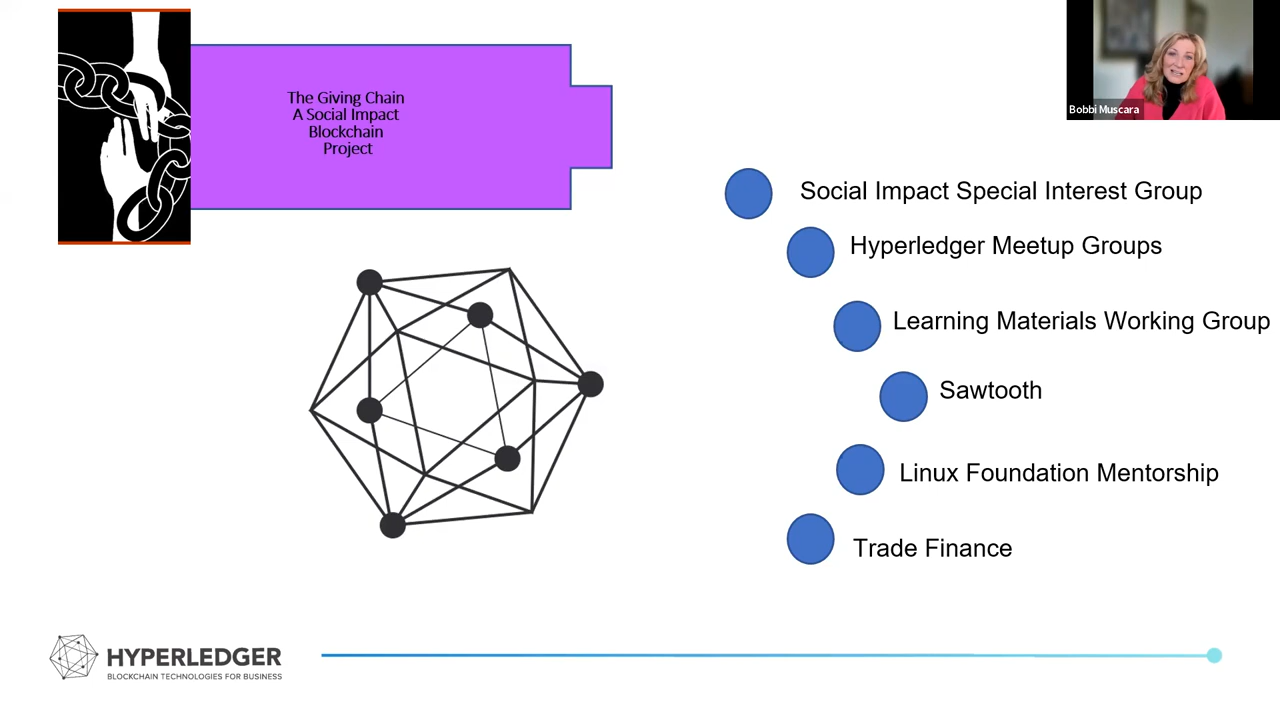 The Giving Chain
A Social Impact
Blockchain
Project
Bobbi Muscara
Social Impact Special Interest Group
Hyperledger Meetup Groups
Learning Materials Working Group
Sawtooth
Linux Foundation Mentorship
Trade Finance
HYPERLEDGER
BLOCKCHAIN TECHNOLOGIES FOR BUSINESS